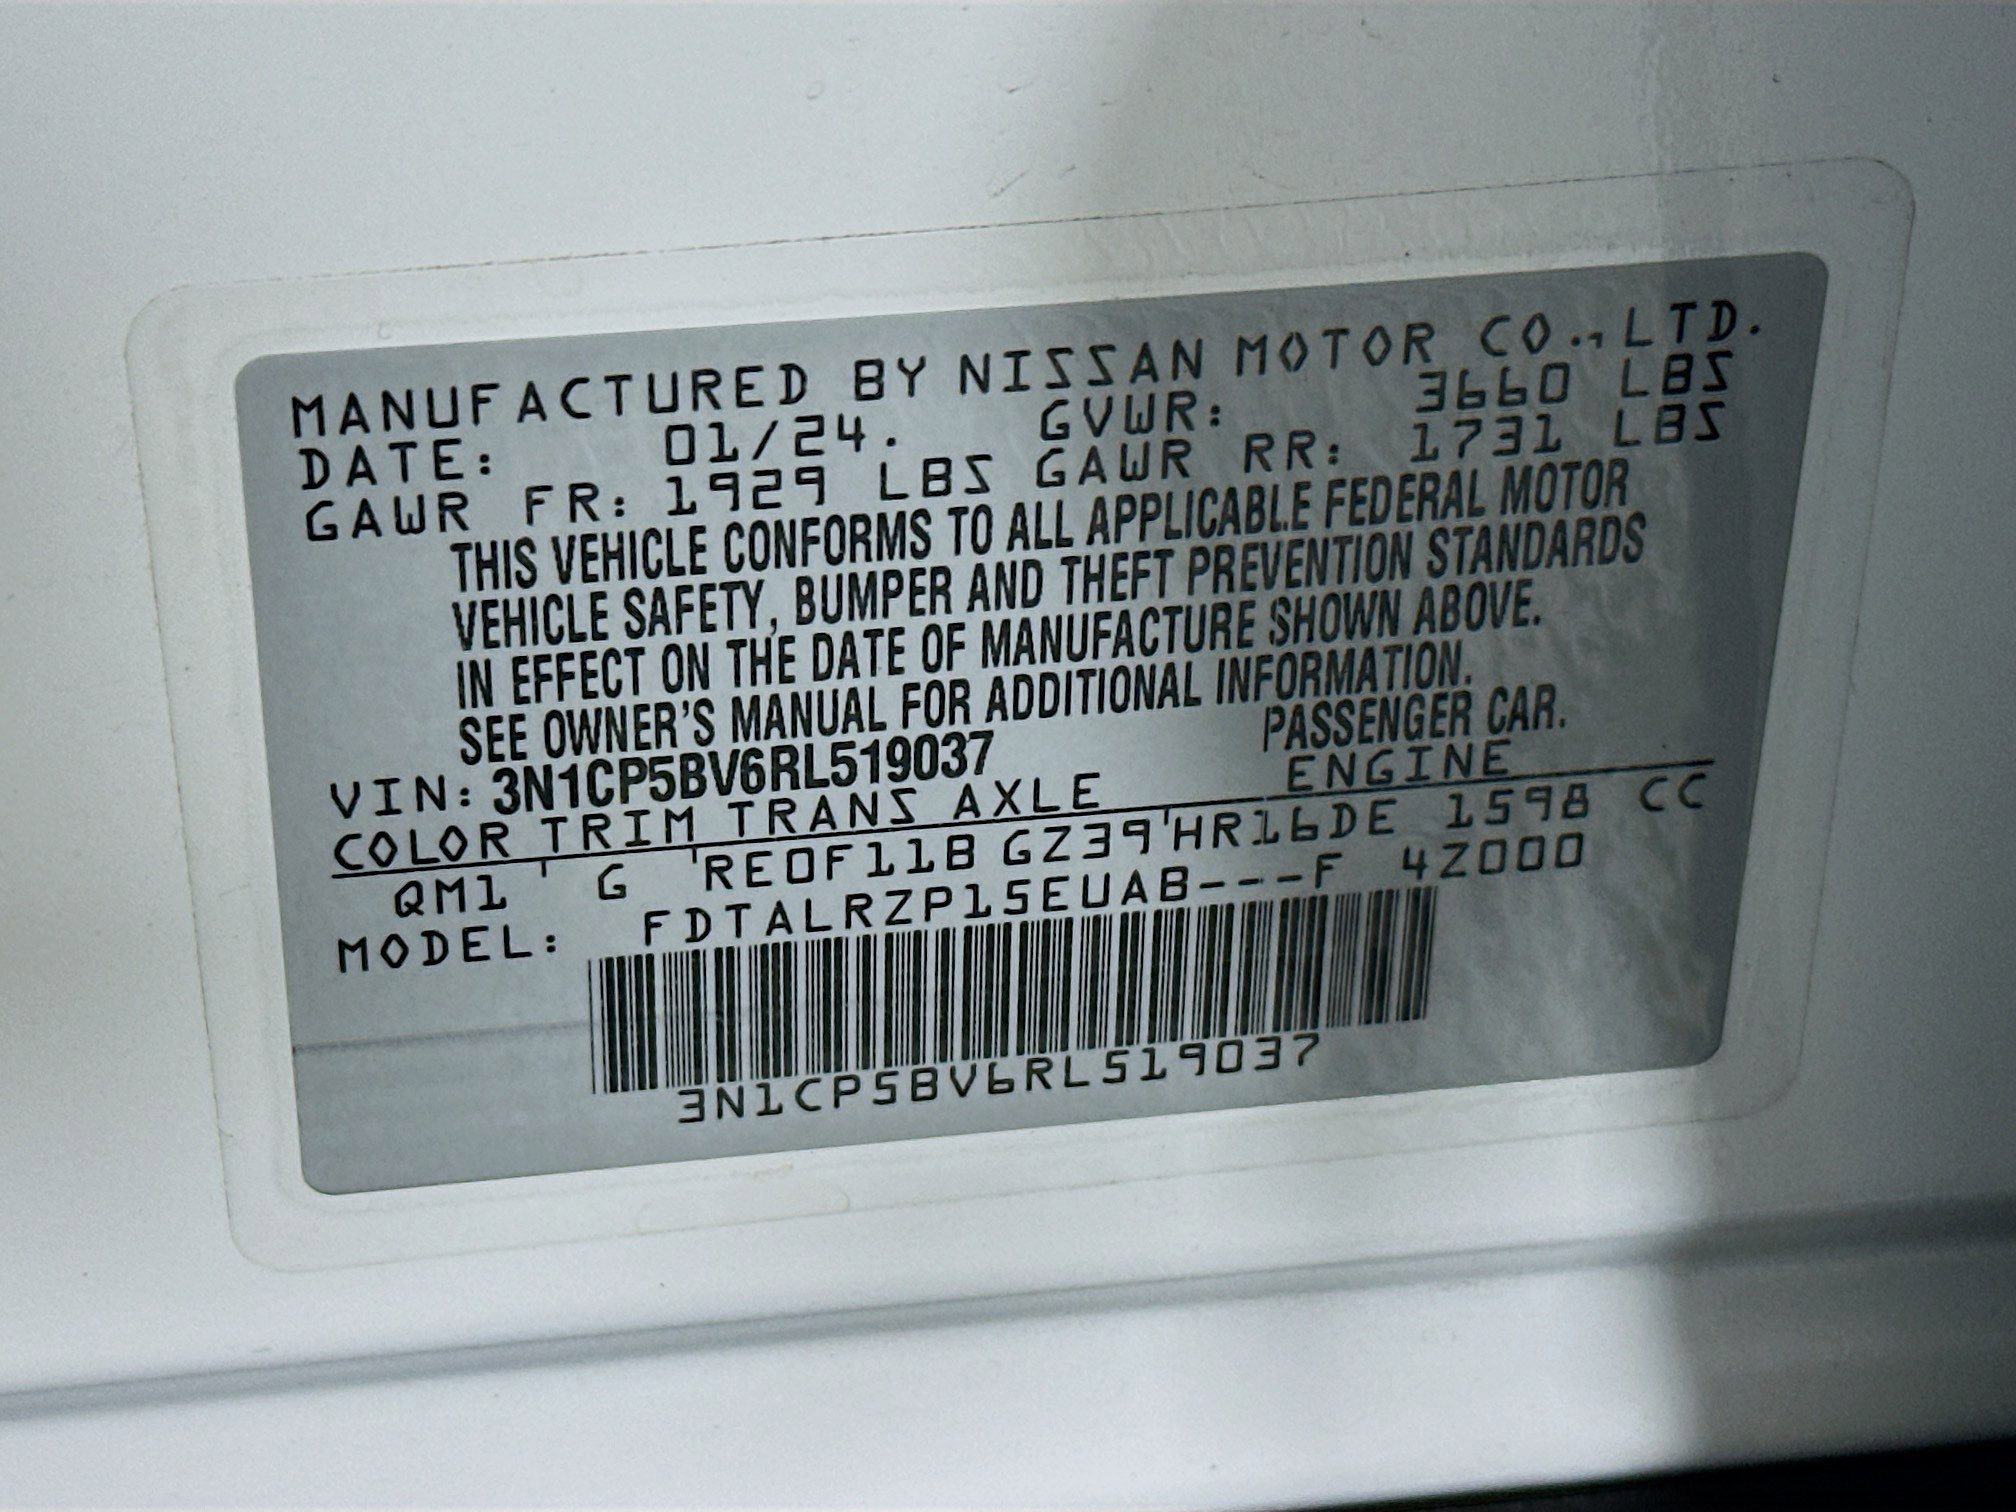 MANUFACTURED BY NISSAN MOTOR CO., LTD.
DATE: 01/24. GVWR: 3660 LBS
GAWR FR: 1929 LBS GAWR RR: 1731 LBS
THIS VEHICLE CONFORMS TO ALL APPLICABLE FEDERAL MOTOR
VEHICLE SAFETY, BUMPER AND THEFT PREVENTION STANDARDS
IN EFFECT ON THE DATE OF MANUFACTURE SHOWN ABOVE.
SEE OWNER'S MANUAL FOR ADDITIONAL INFORMATION.
VIN: 3N1CP5BV6RL519037 PASSENGER CAR.
COLOR TRIM TRANS AXLE ENGINE
QM1 G RE0F11B GZ39 HR16DE 1598 CC
MODEL: FDTALRZP15EUAB---F 4Z000
3N1CP5BV6RL519037